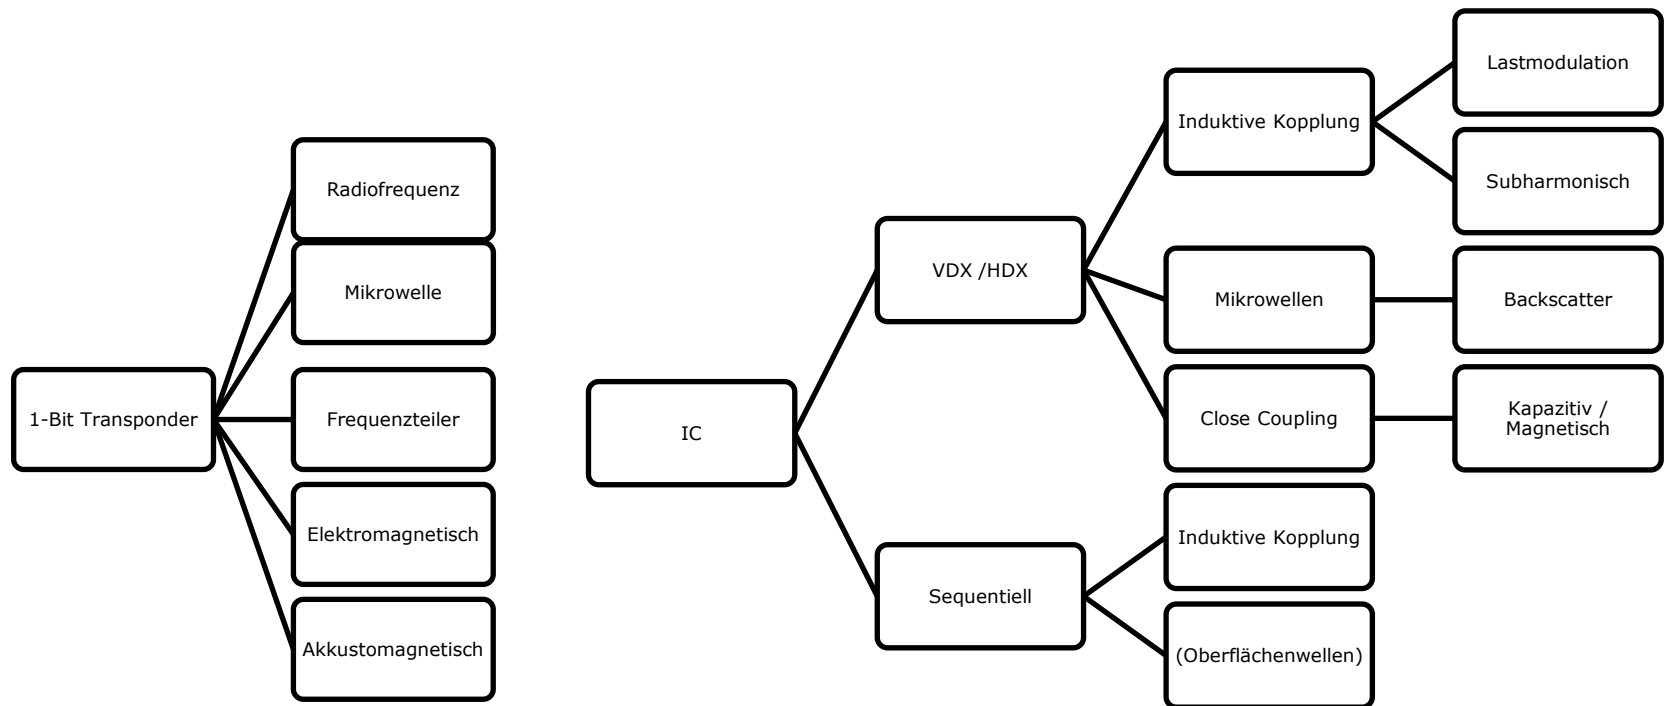 1-Bit Transponder
Radiofrequenz
Mikrowelle
Frequenzteiler
Elektromagnetisch
Akkustomagnetisch
IC
VDX /HDX
Induktive Kopplung
Lastmodulation
Subharmonisch
Mikrowellen
Backscatter
Close Coupling
Kapazitiv /
Magnetisch
Sequentiell
Induktive Kopplung
(Oberflächenwellen)